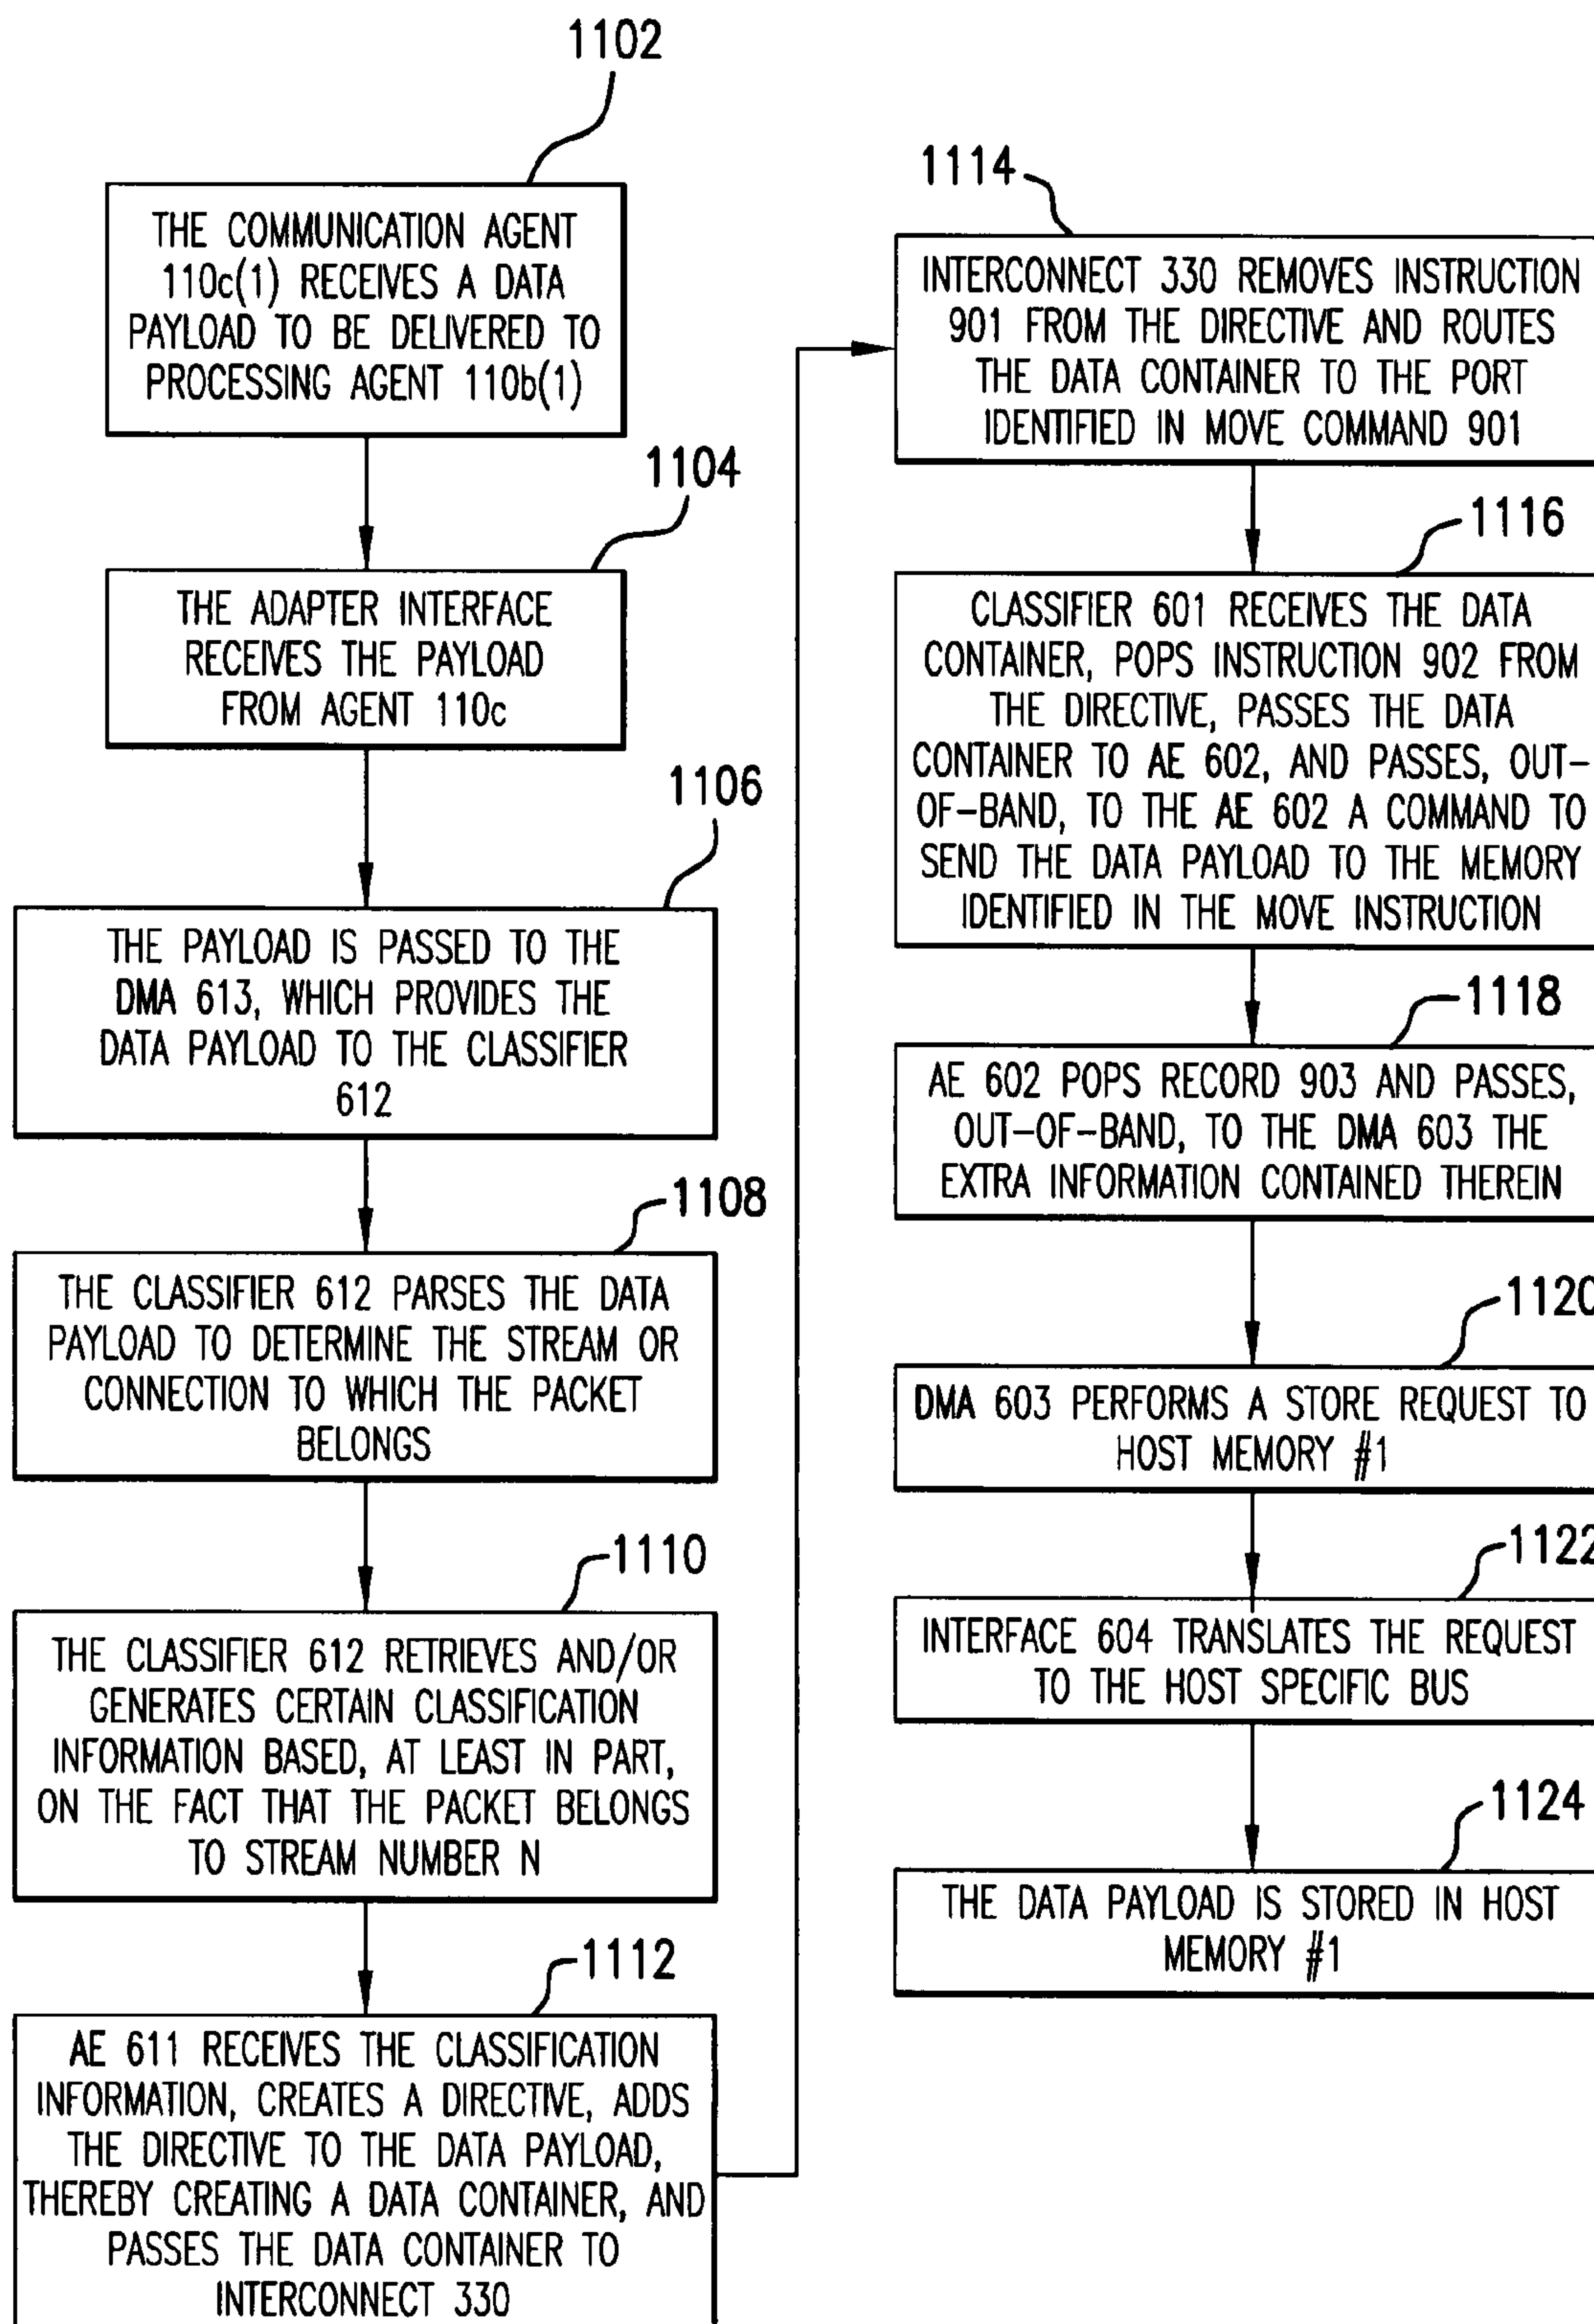 1102
THE COMMUNICATION AGENT
110c(1) RECEIVES A DATA
PAYLOAD TO BE DELIVERED TO
PROCESSING AGENT 110b(1)
1104
THE ADAPTER INTERFACE
RECEIVES THE PAYLOAD
FROM AGENT 110c
1106
THE PAYLOAD IS PASSED TO THE
DMA 613, WHICH PROVIDES THE
DATA PAYLOAD TO THE CLASSIFIER
612
1108
THE CLASSIFIER 612 PARSES THE DATA
PAYLOAD TO DETERMINE THE STREAM OR
CONNECTION TO WHICH THE PACKET
BELONGS
1110
THE CLASSIFIER 612 RETRIEVES AND/OR
GENERATES CERTAIN CLASSIFICATION
INFORMATION BASED, AT LEAST IN PART,
ON THE FACT THAT THE PACKET BELONGS
TO STREAM NUMBER N
1112
AE 611 RECEIVES THE CLASSIFICATION
INFORMATION, CREATES A DIRECTIVE, ADDS
THE DIRECTIVE TO THE DATA PAYLOAD,
THEREBY CREATING A DATA CONTAINER, AND
PASSES THE DATA CONTAINER TO
INTERCONNECT 330
1114
INTERCONNECT 330 REMOVES INSTRUCTION
901 FROM THE DIRECTIVE AND ROUTES
THE DATA CONTAINER TO THE PORT
IDENTIFIED IN MOVE COMMAND 901
1116
CLASSIFIER 601 RECEIVES THE DATA
CONTAINER, POPS INSTRUCTION 902 FROM
THE DIRECTIVE, PASSES THE DATA
CONTAINER TO AE 602, AND PASSES, OUT-
OF-BAND, TO THE AE 602 A COMMAND TO
SEND THE DATA PAYLOAD TO THE MEMORY
IDENTIFIED IN THE MOVE INSTRUCTION
1118
AE 602 POPS RECORD 903 AND PASSES,
OUT-OF-BAND, TO THE DMA 603 THE
EXTRA INFORMATION CONTAINED THEREIN
1120
DMA 603 PERFORMS A STORE REQUEST TO
HOST MEMORY #1
1122
INTERFACE 604 TRANSLATES THE REQUEST
TO THE HOST SPECIFIC BUS
1124
THE DATA PAYLOAD IS STORED IN HOST
MEMORY #1